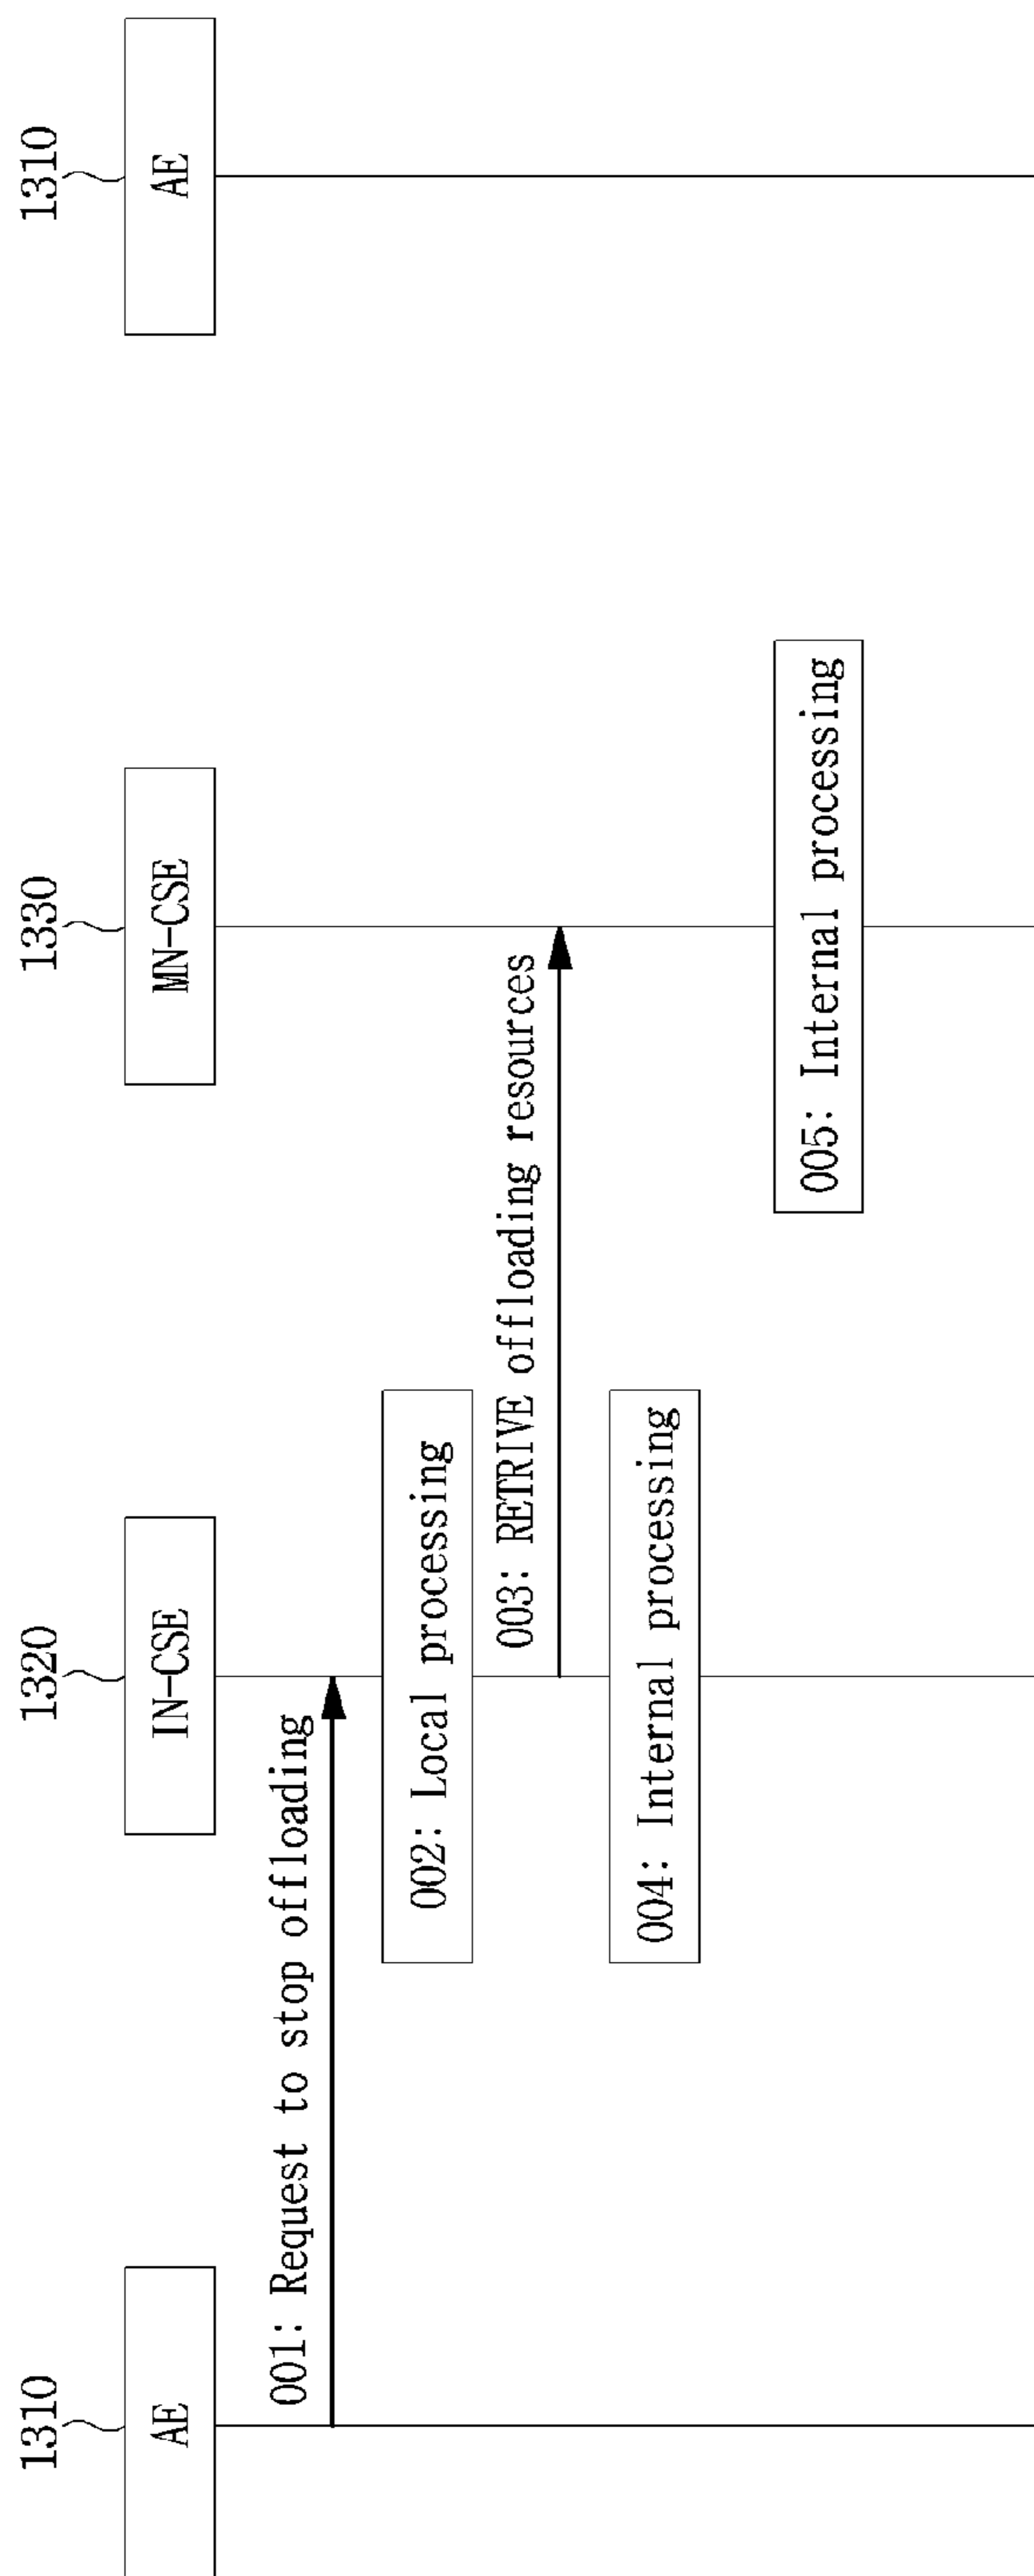 1310
1320
1330
1310
AE
IN-CSE
MN-CSE
AE
001: Request to stop offloading
002: Local processing
003: RETRIVE offloading resources
004: Internal processing
005: Internal processing